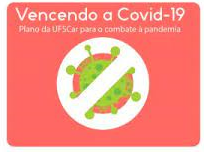 Vencendo a Covid-19
Plano da UFSCar para o combate à pandemia